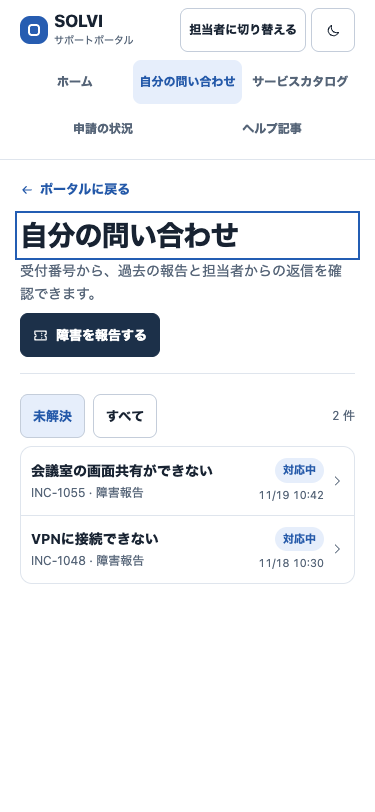 SOLVI
サポートポータル
担当者に切り替える
ホーム
自分の問い合わせ
サービスカタログ
申請の状況
ヘルプ記事
← ポータルに戻る
自分の問い合わせ
受付番号から、過去の報告と担当者からの返信を確
認できます。
障害を報告する
未解決
すべて
2 件
会議室の画面共有ができない
対応中
INC-1055 · 障害報告
11/19 10:42
VPNに接続できない
対応中
INC-1048 · 障害報告
11/18 10:30